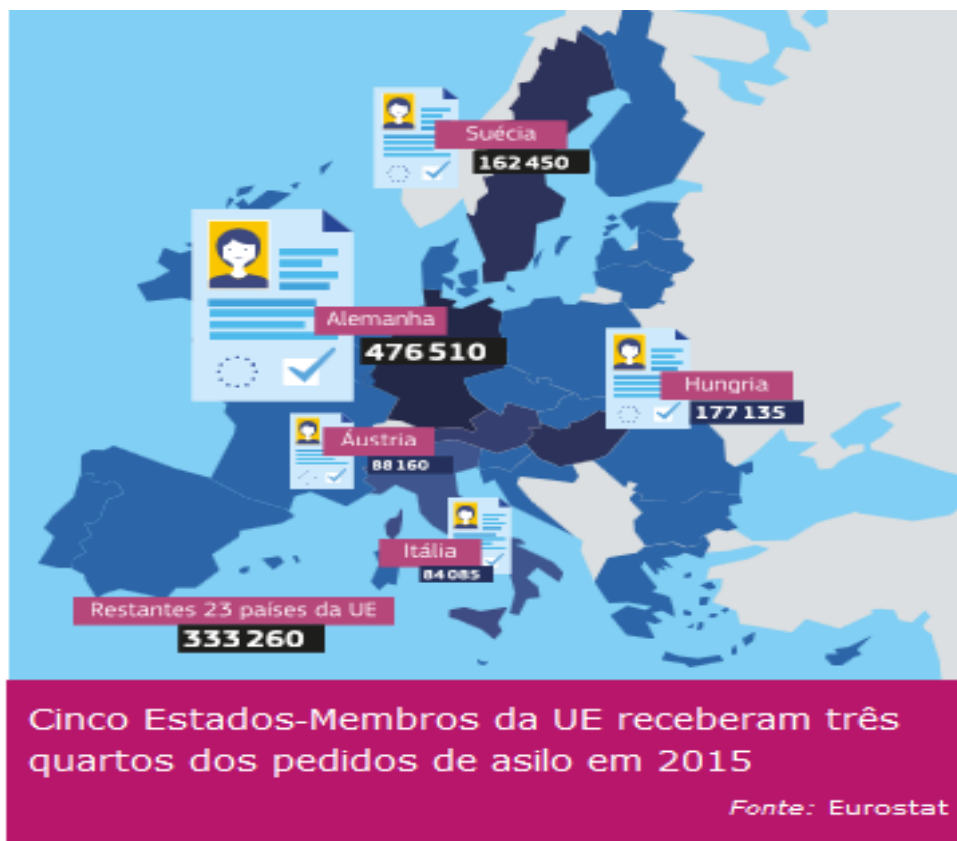 Suécia
162 450
Alemanha
476 510
Hungria
177 135
Áustria
88 160
Itália
84 085
Restantes 23 países da UE
333 260
Cinco Estados-Membros da UE receberam três
quartos dos pedidos de asilo em 2015
Fonte: Eurostat